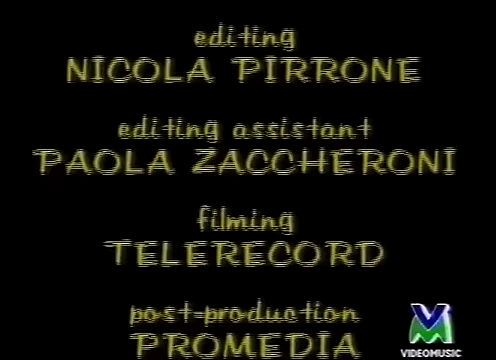 editing
NICOLA PIRRONE
editing assistant
PAOLA ZACCHERONI
filming
TELERECORD
post-production
PROMEDIA
VIDEOMUSIC